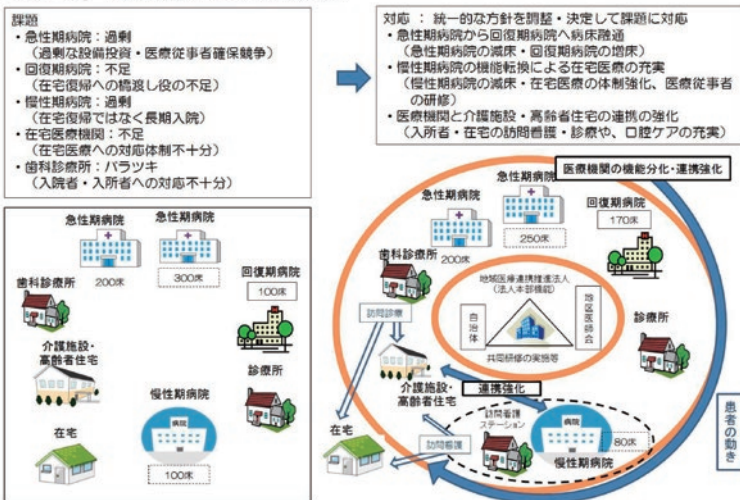 課題
・急性期病院：過剰
（過剰な設備投資・医療従事者確保競争）
・回復期病院：不足
（在宅復帰への橋渡し役の不足）
・慢性期病院：過剰
（在宅復帰ではなく長期入院）
・在宅医療機関：不足
（在宅医療への対応体制不十分）
・歯科診療所：バラツキ
（入院者・入所者への対応不十分）
対応 ： 統一的な方針を調整・決定して課題に対応
・急性期病院から回復期病院へ病床融通
（急性期病院の減床・回復期病院の増床）
・慢性期病院の機能転換による在宅医療の充実
（慢性期病院の減床・在宅医療の体制強化、医療従事者
の研修）
・医療機関と介護施設・高齢者住宅の連携の強化
（入所者・在宅の訪問看護・診療や、口腔ケアの充実）
急性期病院
200床
急性期病院
300床
歯科診療所
回復期病院
100床
介護施設・
高齢者住宅
診療所
慢性期病院
病院
100床
在宅
医療機関の機能分化・連携強化
急性期病院
250床
急性期病院
200床
回復期病院
170床
歯科診療所
地域医療連携推進法人
（法人本部機能）
自治体
地区医師会
共同研修の実施等
訪問診療
診療所
介護施設・
高齢者住宅
連携強化
訪問看護
ステーション
病院
80床
慢性期病院
在宅
訪問看護
患者の動き